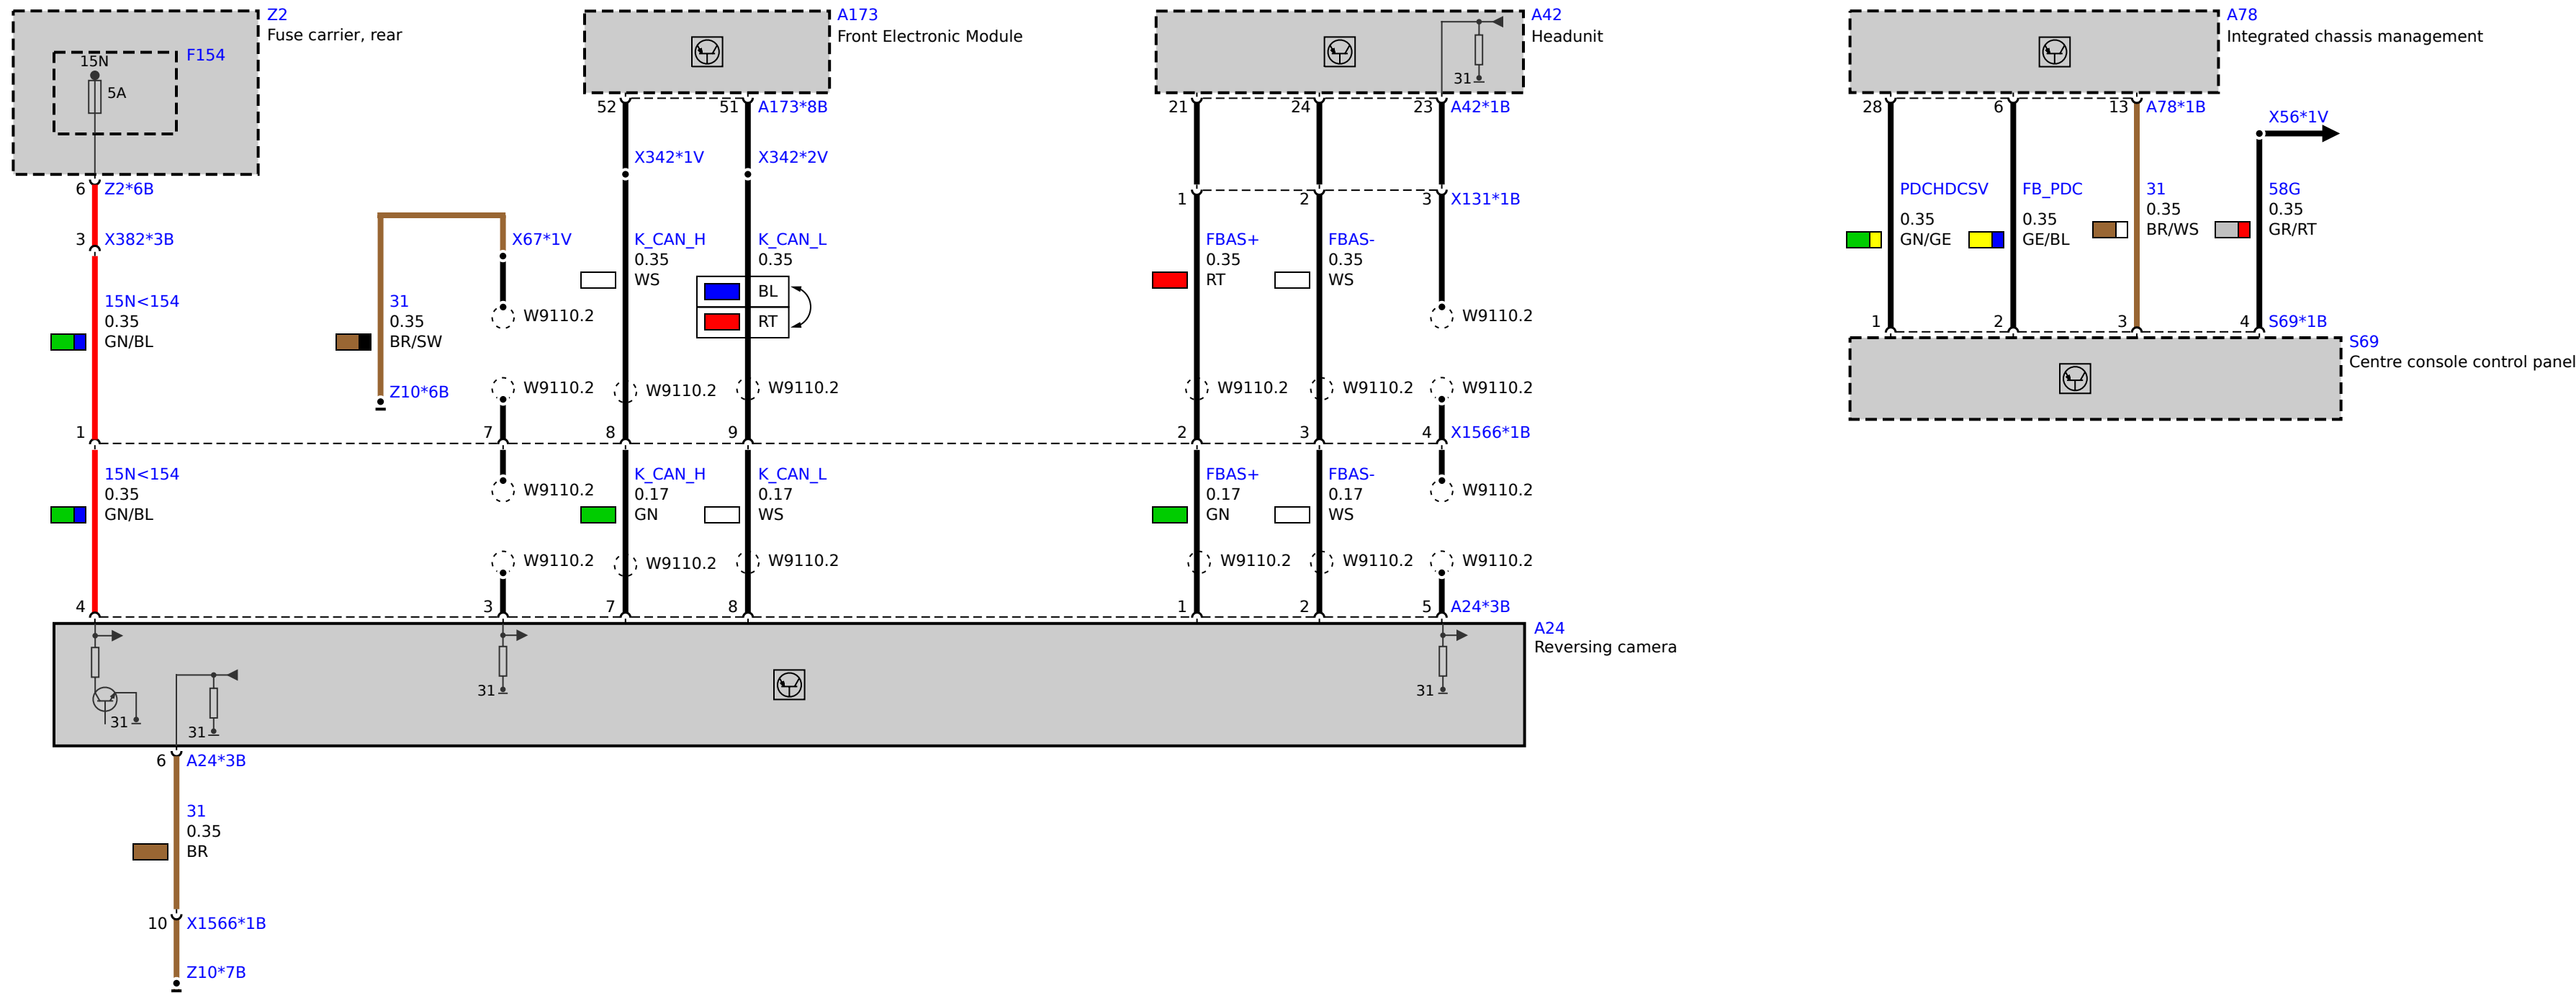 Z2
Fuse carrier, rear
F154
15N
5A
A173
Front Electronic Module
A42
Headunit
31
A78
Integrated chassis management
52
51
A173*8B
21
24
23
A42*1B
28
6
13
A78*1B
X56*1V
X342*1V
X342*2V
6
Z2*6B
1
2
3
X131*1B
PDCHDCSV
0.35
GN/GE
FB_PDC
0.35
GE/BL
31
0.35
BR/WS
58G
0.35
GR/RT
3
X382*3B
X67*1V
K_CAN_H
0.35
WS
K_CAN_L
0.35
BL
RT
FBAS+
0.35
RT
FBAS-
0.35
WS
15N<154
0.35
GN/BL
31
0.35
BR/SW
W9110.2
W9110.2
1
2
3
4
S69*1B
S69
Centre console control panel
Z10*6B
W9110.2
W9110.2
W9110.2
W9110.2
W9110.2
W9110.2
1
7
8
9
2
3
4
X1566*1B
15N<154
0.35
GN/BL
W9110.2
K_CAN_H
0.17
GN
K_CAN_L
0.17
WS
FBAS+
0.17
GN
FBAS-
0.17
WS
W9110.2
W9110.2
W9110.2
W9110.2
W9110.2
W9110.2
W9110.2
4
3
7
8
1
2
5
A24*3B
A24
Reversing camera
31
31
31
31
6
A24*3B
31
0.35
BR
10
X1566*1B
Z10*7B